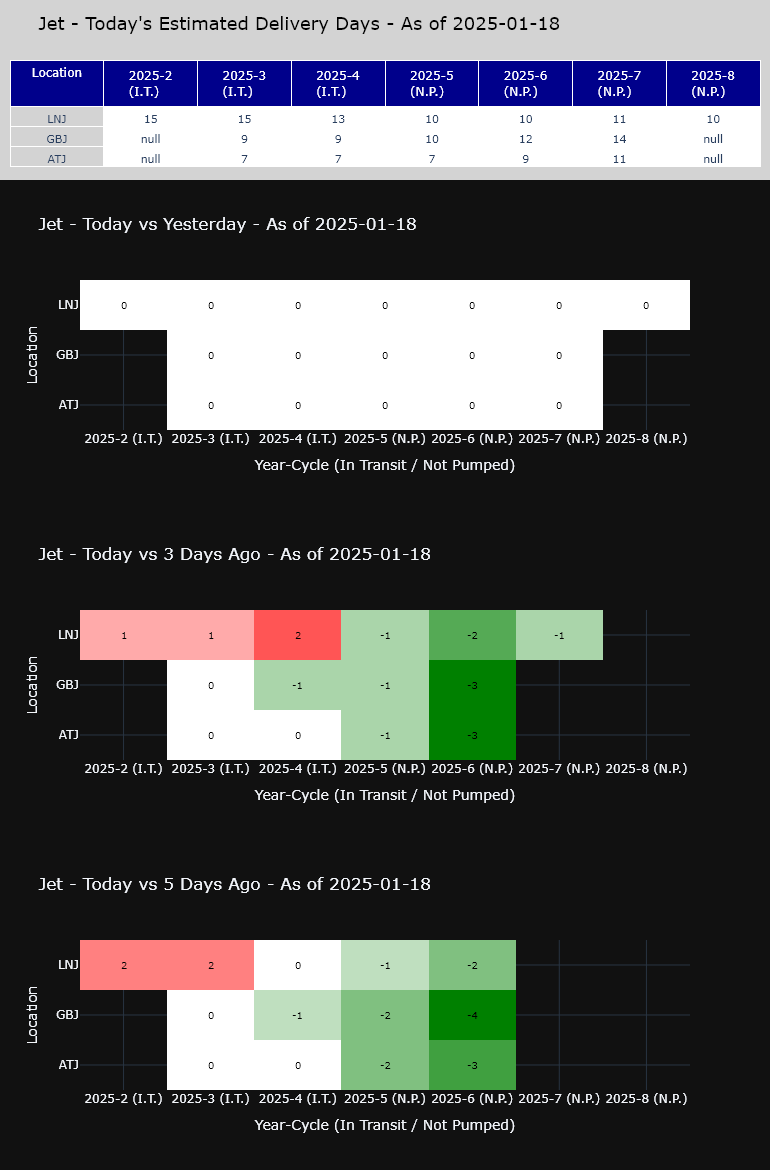 Jet - Today's Estimated Delivery Days - As of 2025-01-18
Location 2025-2 (I.T.) 2025-3 (I.T.) 2025-4 (I.T.) 2025-5 (N.P.) 2025-6 (N.P.) 2025-7 (N.P.) 2025-8 (N.P.)
LNJ 15 15 13 10 10 11 10
GBJ null 9 9 10 12 14 null
ATJ null 7 7 7 9 11 null
Jet - Today vs Yesterday - As of 2025-01-18
Location
LNJ 0 0 0 0 0 0 0
GBJ 0 0 0 0 0
ATJ 0 0 0 0 0
2025-2 (I.T.) 2025-3 (I.T.) 2025-4 (I.T.) 2025-5 (N.P.) 2025-6 (N.P.) 2025-7 (N.P.) 2025-8 (N.P.)
Year-Cycle (In Transit / Not Pumped)
Jet - Today vs 3 Days Ago - As of 2025-01-18
Location
LNJ 1 1 2 -1 -2 -1
GBJ 0 -1 -1 -3
ATJ 0 0 -1 -3
2025-2 (I.T.) 2025-3 (I.T.) 2025-4 (I.T.) 2025-5 (N.P.) 2025-6 (N.P.) 2025-7 (N.P.) 2025-8 (N.P.)
Year-Cycle (In Transit / Not Pumped)
Jet - Today vs 5 Days Ago - As of 2025-01-18
Location
LNJ 2 2 0 -1 -2
GBJ 0 -1 -2 -4
ATJ 0 0 -2 -3
2025-2 (I.T.) 2025-3 (I.T.) 2025-4 (I.T.) 2025-5 (N.P.) 2025-6 (N.P.) 2025-7 (N.P.) 2025-8 (N.P.)
Year-Cycle (In Transit / Not Pumped)